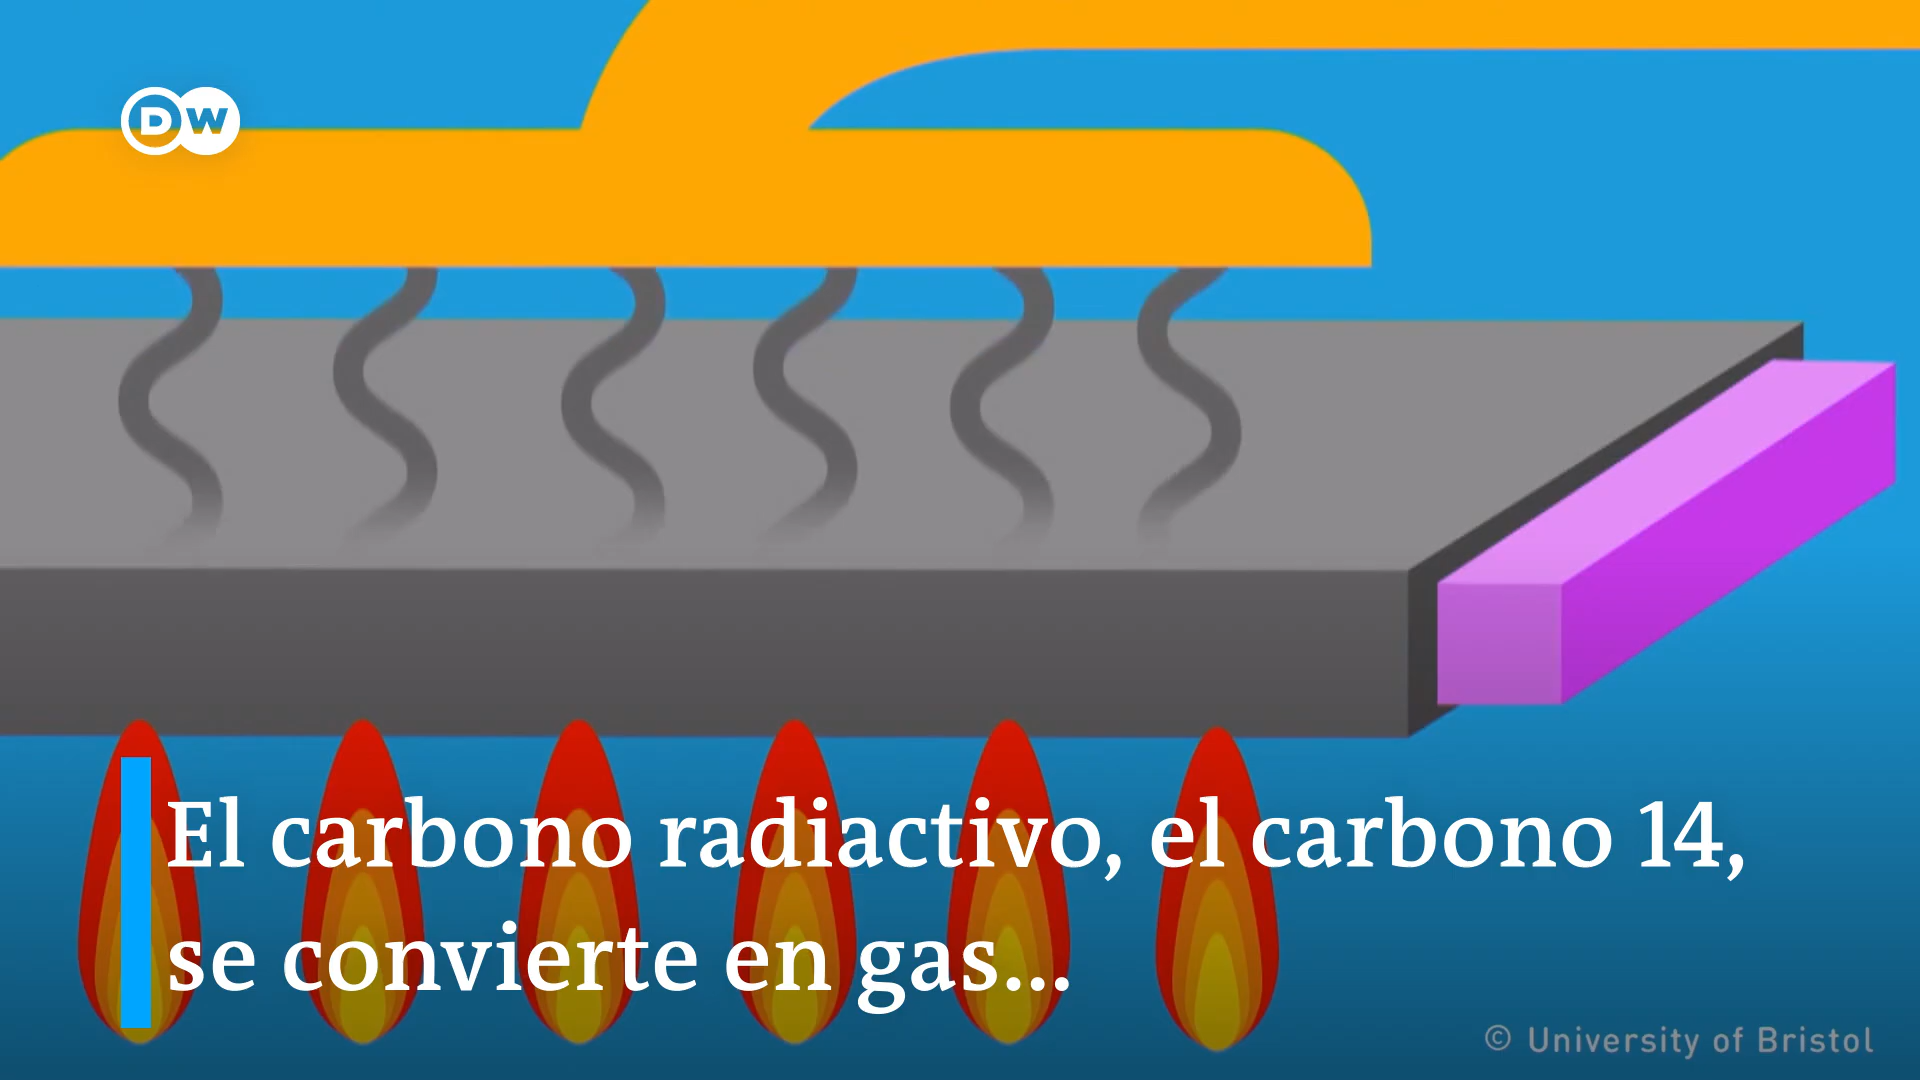 DW
El carbono radiactivo, el carbono 14,
se convierte en gas...
© University of Bristol